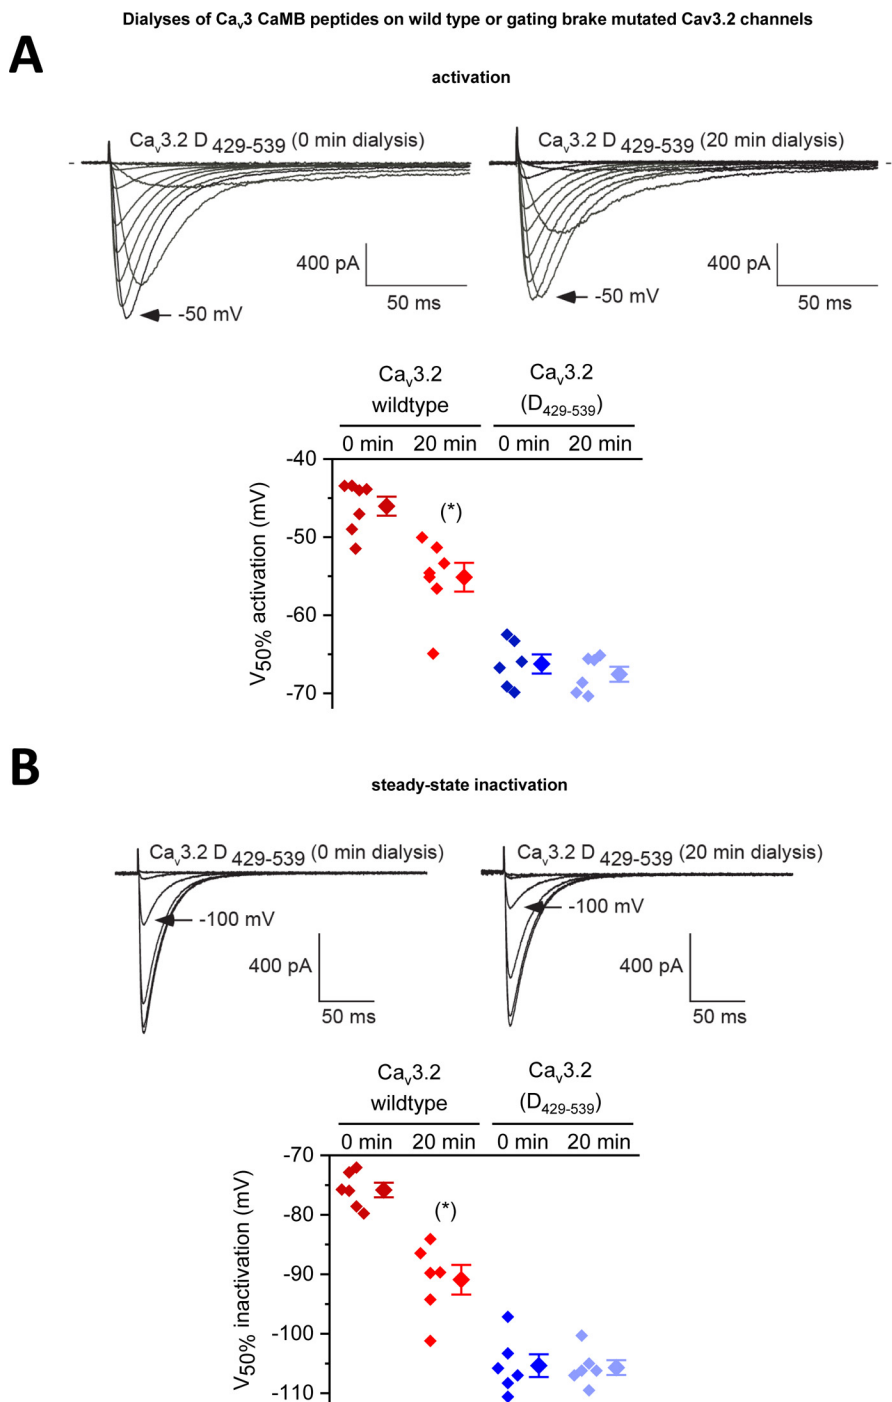 Dialyses of Cav3 CaMB peptides on wild type or gating brake mutated Cav3.2 channels
A
activation
Cav3.2 D 429-539 (0 min dialysis)
Cav3.2 D 429-539 (20 min dialysis)
400 pA
50 ms
-50 mV
400 pA
50 ms
-50 mV
Cav3.2
wildtype
Cav3.2
(D429-539)
0 min 20 min 0 min 20 min
V50% activation (mV)
-40
(*)
-50
-60
-70
B
steady-state inactivation
Cav3.2 D 429-539 (0 min dialysis)
Cav3.2 D 429-539 (20 min dialysis)
-100 mV
400 pA
50 ms
-100 mV
400 pA
50 ms
Cav3.2
wildtype
Cav3.2
(D429-539)
0 min 20 min 0 min 20 min
V50% inactivation (mV)
-70
(*)
-80
-90
-100
-110